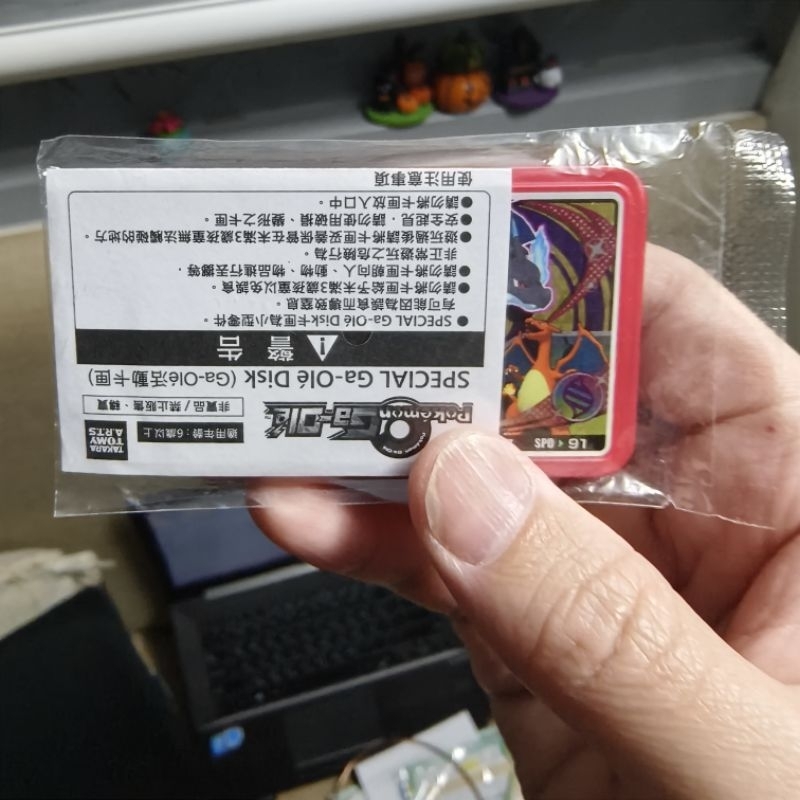 TAKARA
TOMY
A.R.T.S
適用年齡：6歲以上
非賣品 / 禁止販售、轉賣
Pokémon
Ga-Olé
SPECIAL Ga-Olé Disk (Ga-Olé活動卡匣)
警告
●SPECIAL Ga-Olé Disk卡匣為小型零件。
有可能因為誤食而導致窒息
●請勿將卡匣給予未滿3歲孩童以免誤食。
●請勿將卡匣朝向人、動物、物品進行丟擲等
非正常遊玩之危險行為。
●遊玩過後請將卡匣妥善保管在未滿3歲孩童無法觸碰的地方。
●安全起見，請勿使用破損、變形之卡匣。
●請勿將卡匣放入口中。
使用注意事項
L6
SP0